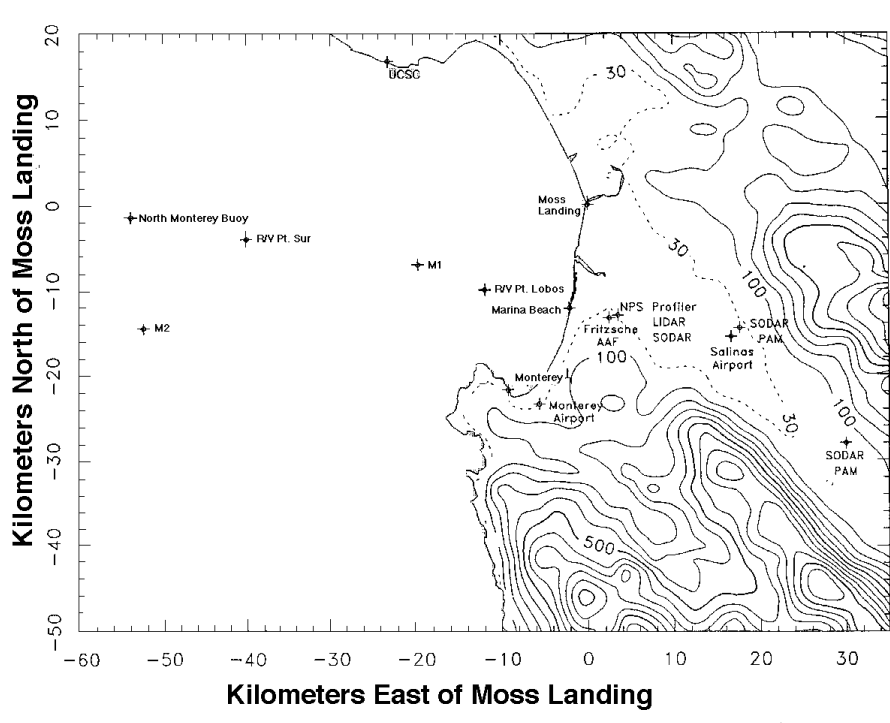 20
10
0
-10
-20
-30
-40
-50
Kilometers North of Moss Landing
UCSC
30
Moss
Landing
North Monterey Buoy
R/V Pt. Sur
M1
30
100
R/V Pt. Lobos
Marina Beach
NPS Profiler
LIDAR
SODAR
Fritzsche
AAF
SODAR
PAM
M2
Salinas
Airport
100
Monterey
Monterey
Airport
30
100
SODAR
PAM
500
-60 -50 -40 -30 -20 -10 0 10 20 30
Kilometers East of Moss Landing